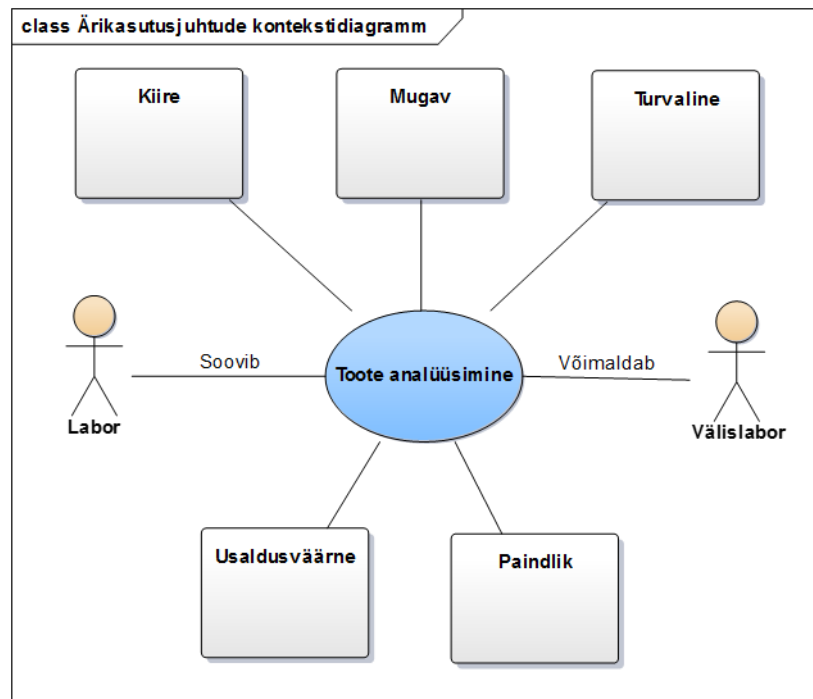 class Ärikasutusjuhtude kontekstidiagramm
Kiire
Mugav
Turvaline
Soovib
Toote analüüsimine
Võimaldab
Labor
Välislabor
Usaldusväärne
Paindlik